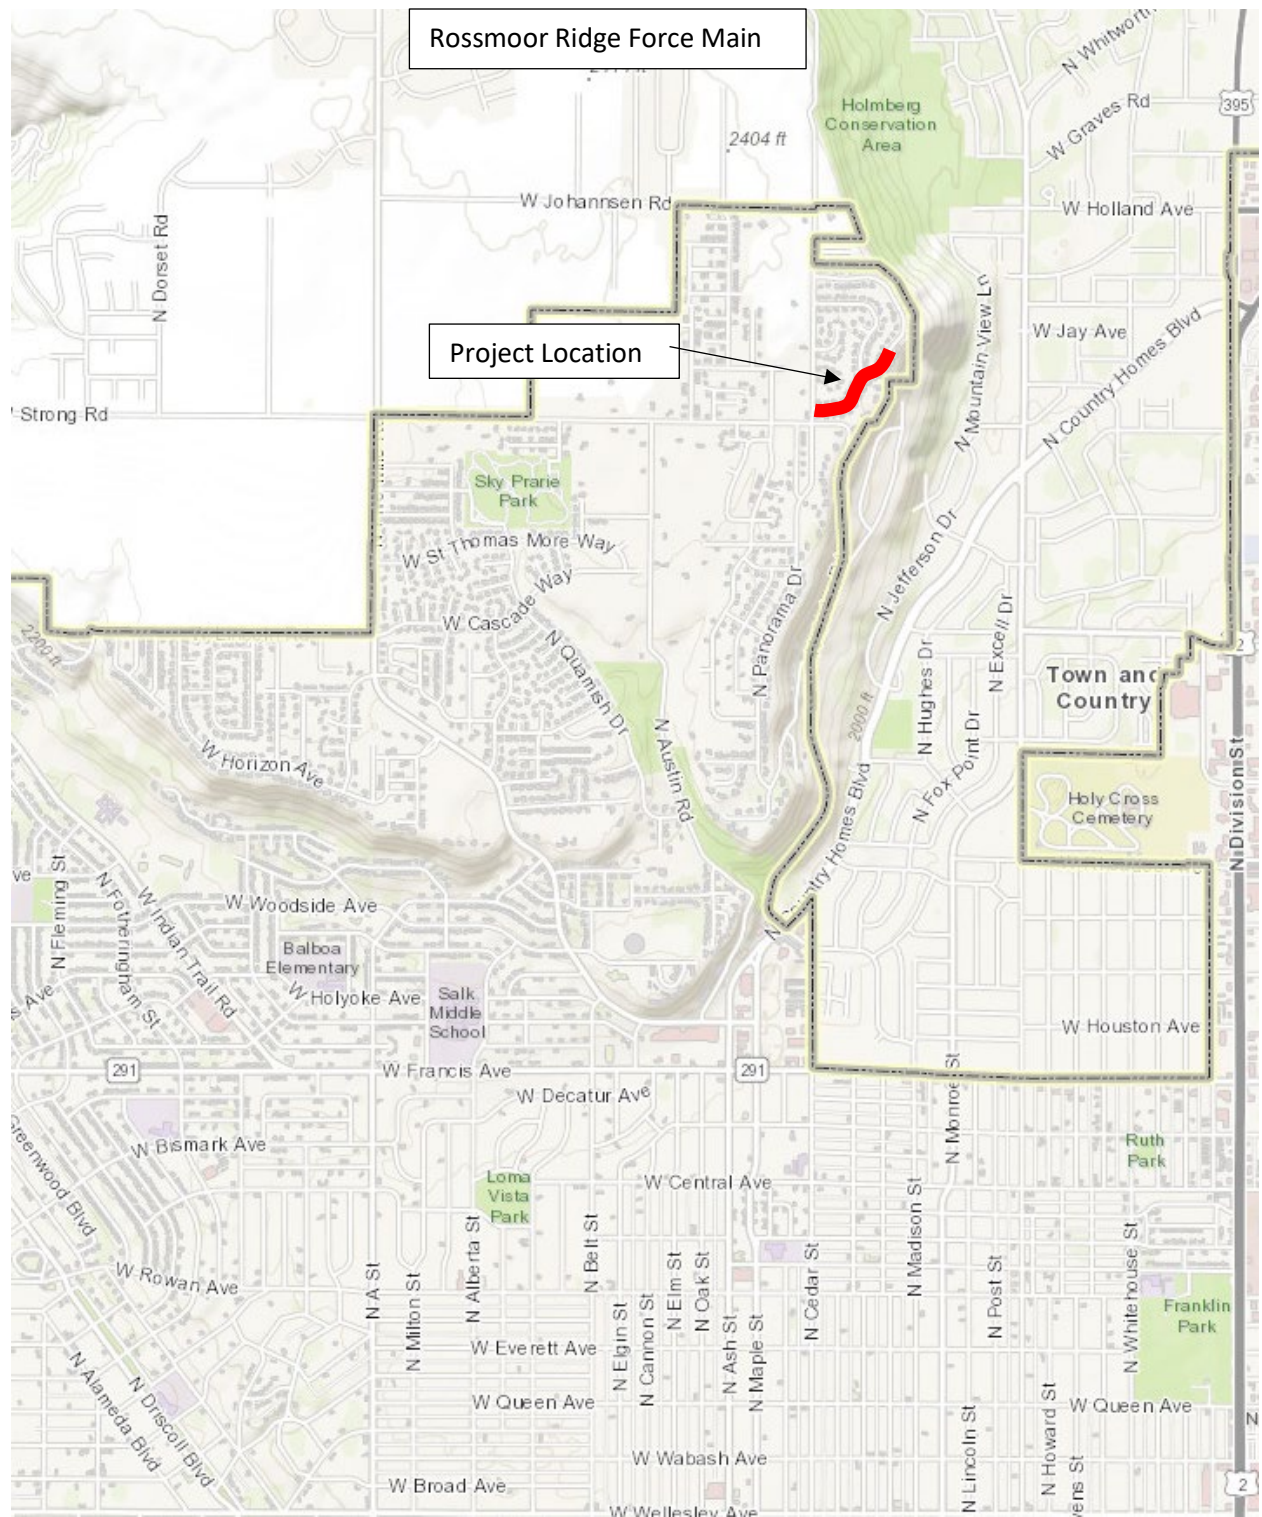 Rossmoor Ridge Force Main
N Whitworth
Holmberg
Conservation
Area
395
W Graves Rd
2404 ft
W Johannsen Rd
W Holland Ave
N Dorset Rd
N Mountain View Ln
W Jay Ave
N Country Homes Blvd
Project Location
Strong Rd
Sky Prarie
Park
W St Thomas More Way
W Cascade Way
N Quamish Dr
N Panorama Dr
N Jefferson Dr
N Excell Dr
N Hughes Dr
2200 ft
2
Town and
Country
2000 ft
N Austin Rd
W Horizon Ave
N Fox Point Dr
N Division St
Holy Cross
Cemetery
N Country Homes Blvd
N Fleming St
N Fotheringham St
W Indian Trail Rd
W Woodside Ave
Balboa
Elementary
W Holyoke Ave
Salk
Middle
School
W Houston Ave
291
W Francis Ave
291
W Decatur Ave
N Monroe St
W Bismark Ave
Greenwood Blvd
Ruth
Park
Loma
Vista
Park
W Central Ave
N Madison St
W Rowan Ave
N A St
N Milton St
N Alberta St
N Belt St
N Elgin St
N Cannon St
N Elm St
N Oak St
N Ash St
N Maple St
N Cedar St
N Post St
N Whitehouse St
Franklin
Park
W Everett Ave
N Alameda Blvd
N Driscoll Blvd
W Queen Ave
W Queen Ave
N
N Lincoln St
N Howard St
W Wabash Ave
W Broad Ave
ens St
2
W Wellesley Ave